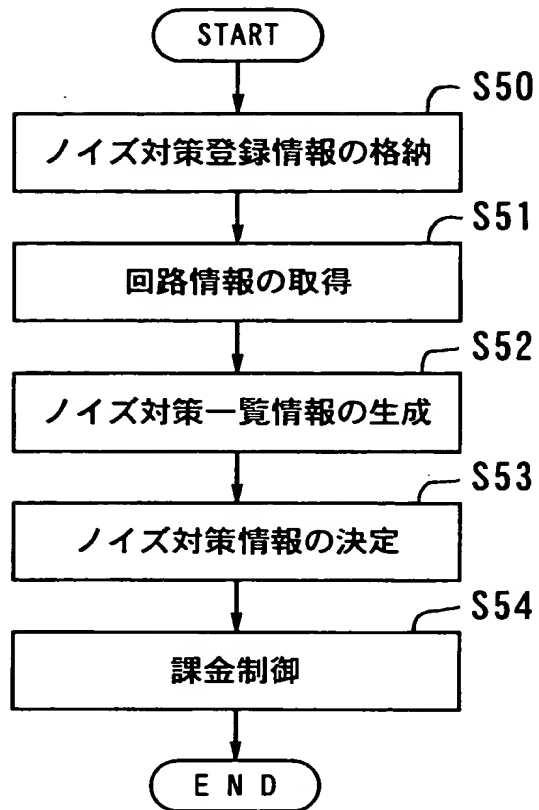 START
S50
ノイズ対策登録情報の格納
S51
回路情報の取得
S52
ノイズ対策一覧情報の生成
S53
ノイズ対策情報の決定
S54
課金制御
END